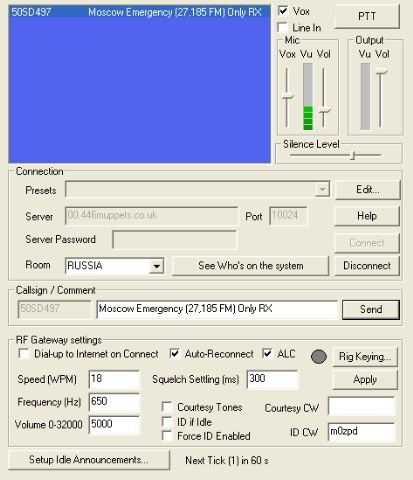 50SD497 Moscow Emergency (27,185 FM) Only RX
Vox
PTT
Line In
Mic
Output
Vox Vu Vol
Vu Vol
Silence Level
Connection
Presets
Edit...
Server 00.446muppets.co.uk Port 10024 Help
Server Password Connect
Room RUSSIA See Who's on the system Disconnect
Callsign / Comment
50SD497 Moscow Emergency (27,185 FM) Only RX Send
RF Gateway settings
Dial-up to Internet on Connect Auto-Reconnect ALC Rig Keying...
Speed (WPM) 18 Squelch Settling (ms) 300 Apply
Frequency (Hz) 650 Courtesy Tones Courtesy CW
Volume 0-32000 5000 ID if Idle
Force ID Enabled ID CW m0zpd
Setup Idle Announcements... Next Tick (1) in 60 s